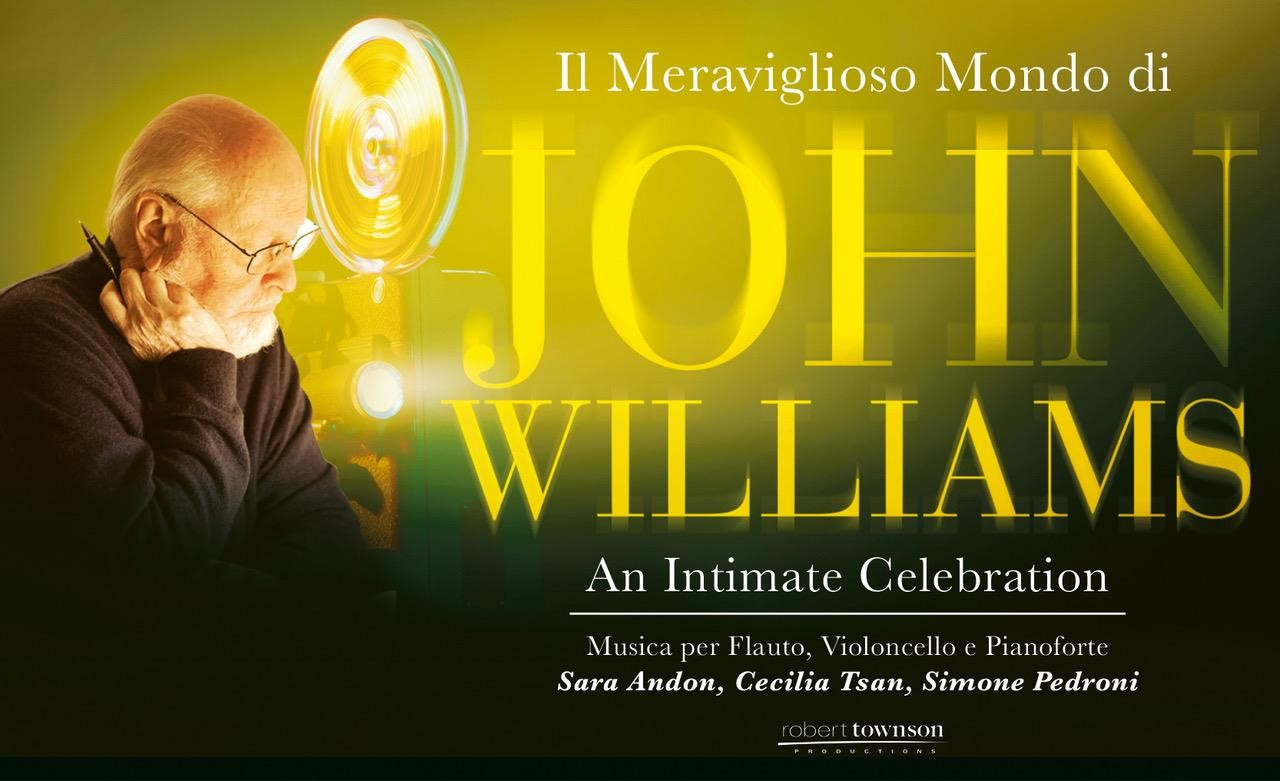 Il Meraviglioso Mondo di
JOHN
WILLIAMS
An Intimate Celebration
Musica per Flauto, Violoncello e Pianoforte
Sara Andon, Cecilia Tsan, Simone Pedroni
robert townson
PRODUCTIONS